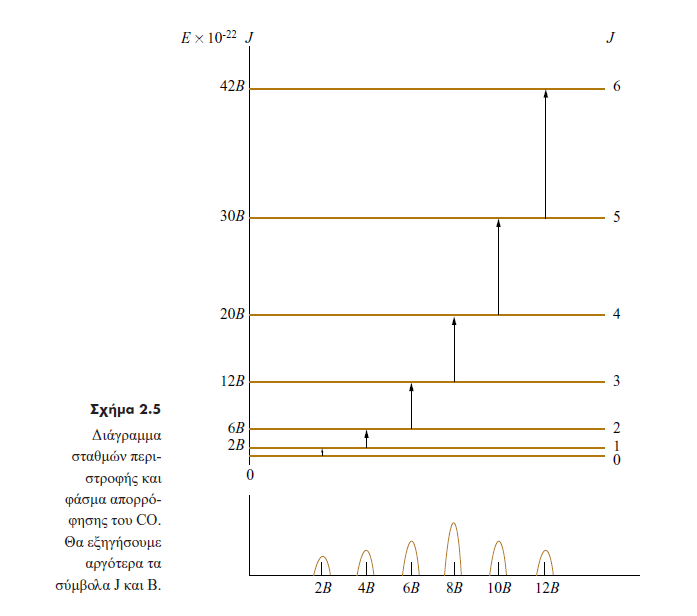 E × 10-22 J
J
42B
6
30B
5
20B
4
12B
3
6B
2
2B
1
0
0
Σχήμα 2.5
Διάγραμμα
σταθμών περι-
στροφής και
φάσμα απορρό-
φησης του CO.
Θα εξηγήσουμε
αργότερα τα
σύμβολα J και B.
2B 4B 6B 8B 10B 12B